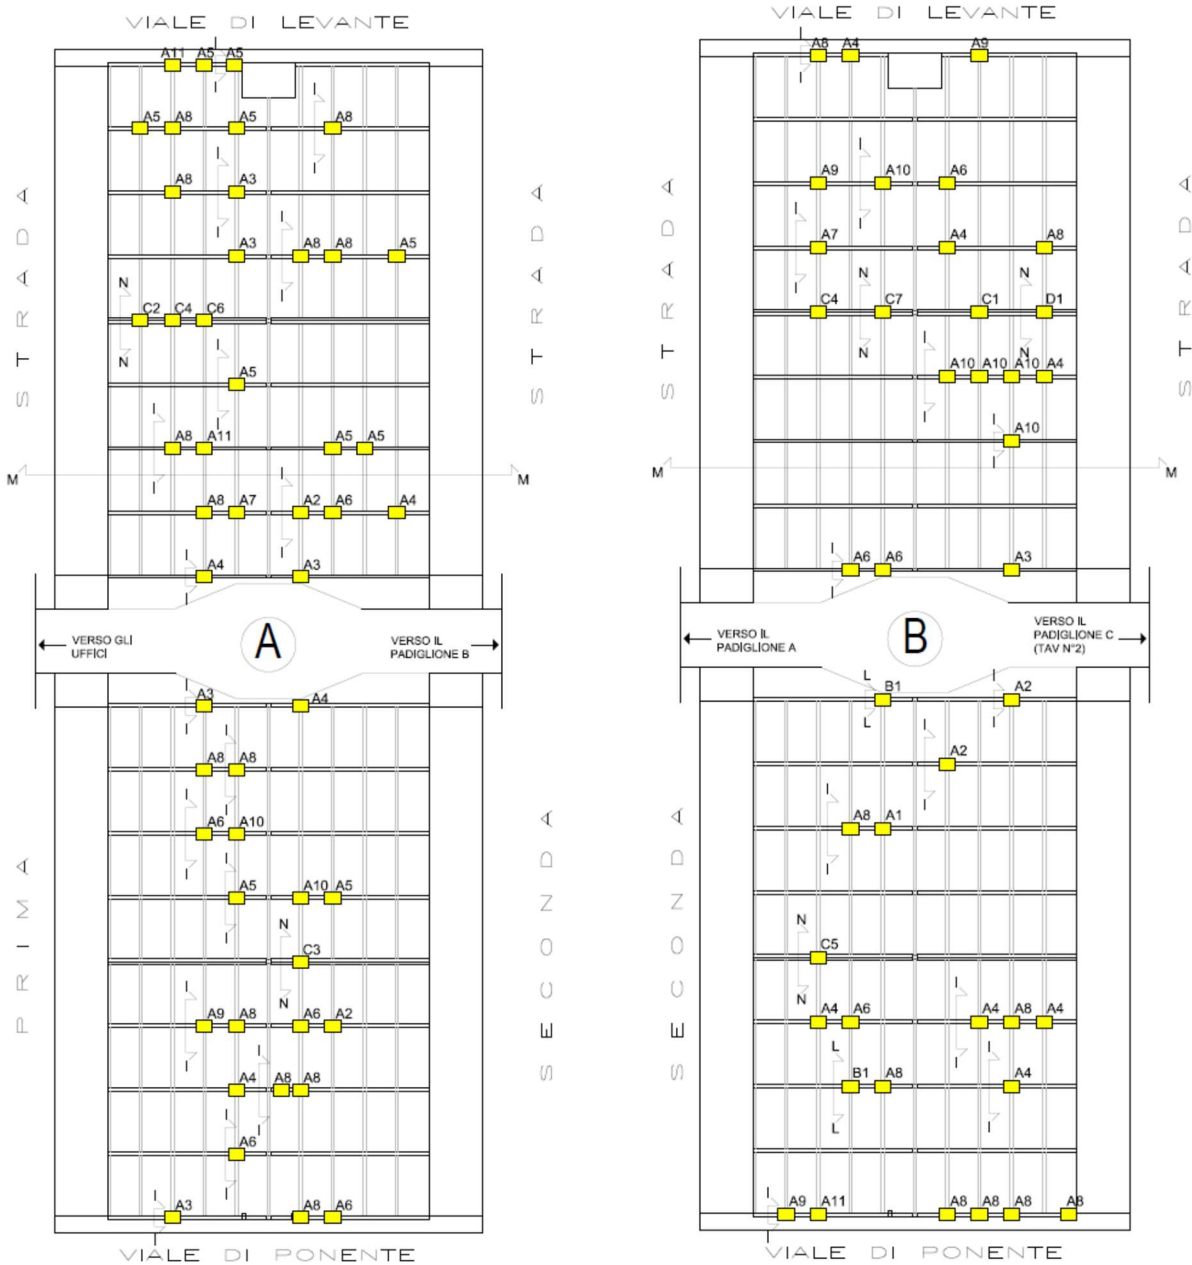 VIALE DI LEVANTE
VIALE DI LEVANTE
A11 A5 I A5
I
A8 A4 A9
I
I
A5 A8 A5 I A8
I
I
A8 A3
I
I
A9 A10 A6
I
I
A3 A8 A8 A5
I
I
A7 A4 A8
I
N
C2 C4 C6
N
N N
C4 C7 C1 D1
N N
I
A5
I
I
A10 A10 A10 A4
I
I
A8 A11 A5 A5
I
I
A10
I
M M
M M
I
A8 A7 A2 A6 A4
I
I
A4 A3
I
I
A6 A6 A3
I
STRADA
STRADA
STRADA
STRADA
VERSO GLI
UFFICI
A
VERSO IL
PADIGLIONE B
VERSO IL
PADIGLIONE A
B
VERSO IL
PADIGLIONE C
(TAV N°2)
I
A3 A4
I
L
B1
L
I
A2
I
I
A8 A8
I
I
A2
I
I
A6 A10
I
I
A8 A1
I
I
A5 A10 A5
I
N
C3
N
N
C5
N
I
A9 A8 A6 A2
I
A4 A6
I
A4 A8 A4
I
I
A4 A8 A8
I
L
B1 A8
L
I
A4
I
I
A6
I
I
A3 A8 A6
I
I
A9 A11 A8 A8 A8 A8
I
PRIMA
SECONDA
SECONDA
VIALE DI PONENTE
VIALE DI PONENTE